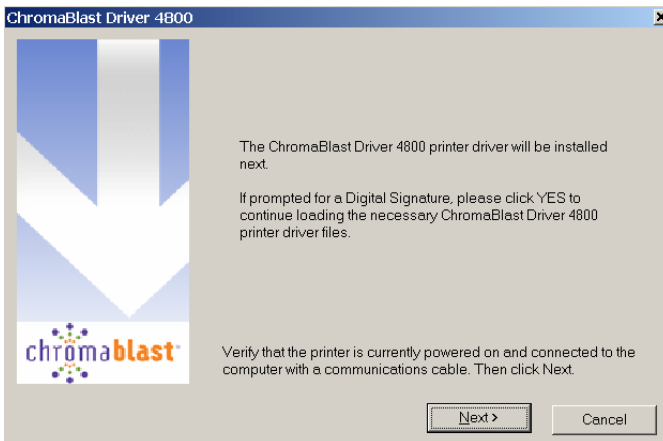 ChromaBlast Driver 4800
The ChromaBlast Driver 4800 printer driver will be installed
next.
If prompted for a Digital Signature, please click YES to
continue loading the necessary ChromaBlast Driver 4800
printer driver files.
chromablast
Verify that the printer is currently powered on and connected to the
computer with a communications cable. Then click Next.
Next >
Cancel